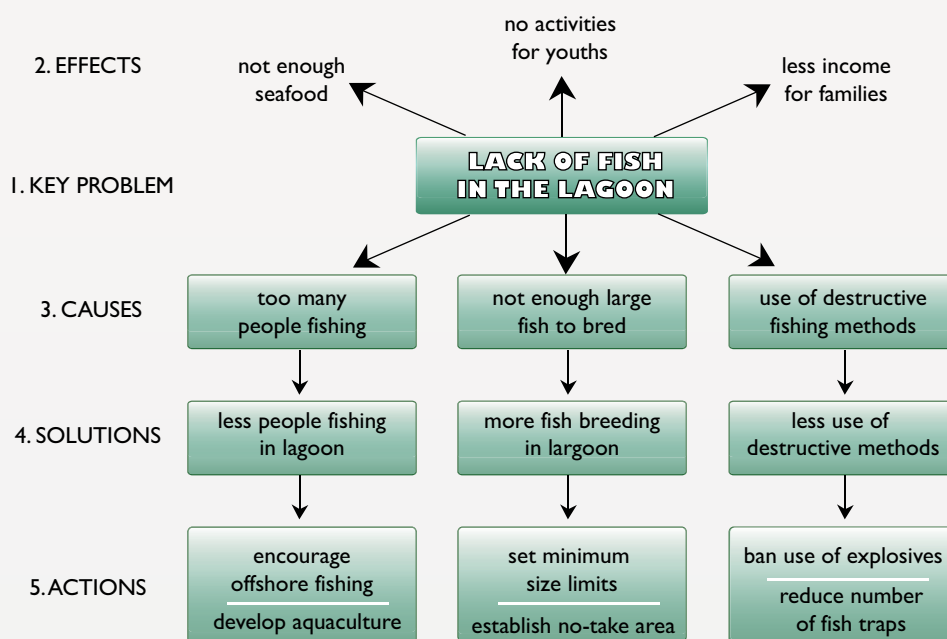 2. EFFECTS
not enough
seafood
no activities
for youths
less income
for families
1. KEY PROBLEM
LACK OF FISH
IN THE LAGOON
3. CAUSES
too many
people fishing
not enough large
fish to bred
use of destructive
fishing methods
4. SOLUTIONS
less people fishing
in lagoon
more fish breeding
in largoon
less use of
destructive methods
5. ACTIONS
encourage
offshore fishing
develop aquaculture
set minimum
size limits
establish no-take area
ban use of explosives
reduce number
of fish traps